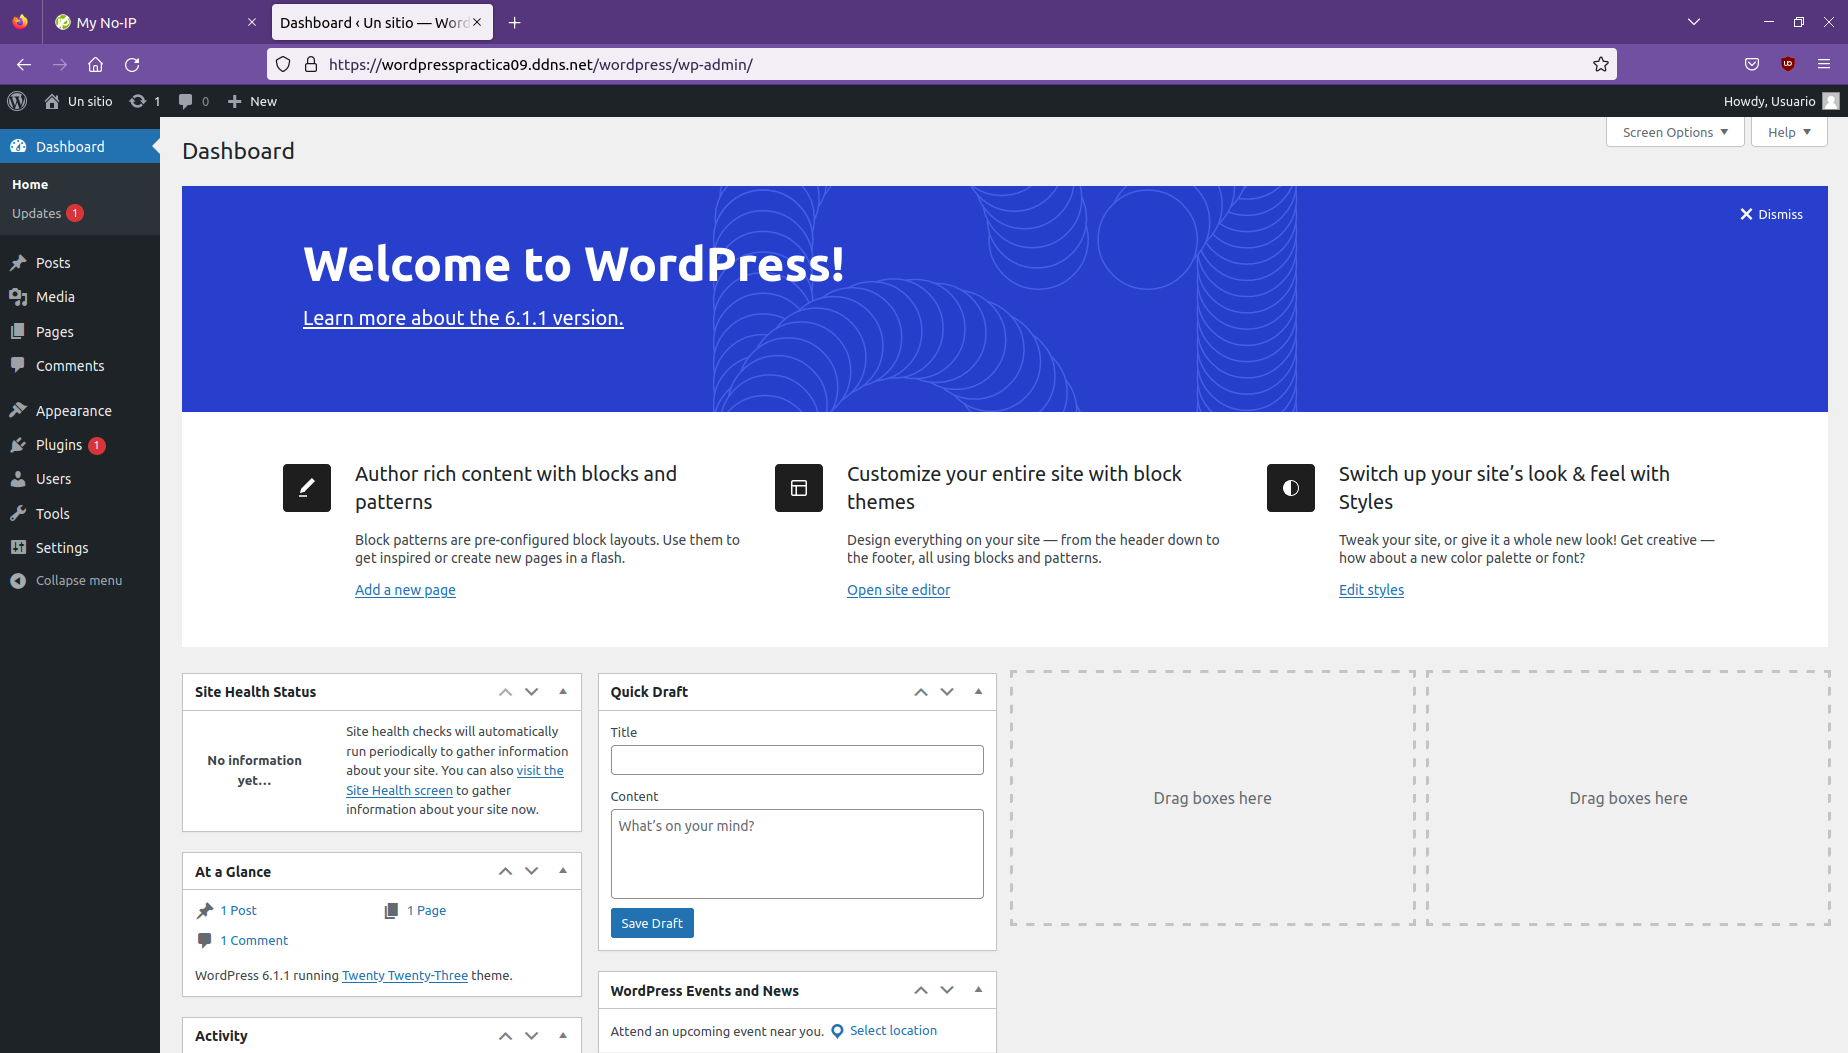 My No-IP
Dashboard ‹ Un sitio — Wor
https://wordpresspractica09.ddns.net/wordpress/wp-admin/
Un sitio
1
0
New
Howdy, Usuario
Dashboard
Home
Updates 1
Posts
Media
Pages
Comments
Appearance
Plugins 1
Users
Tools
Settings
Collapse menu
Dashboard
Screen Options
Help
Dismiss
Welcome to WordPress!
Learn more about the 6.1.1 version.
Author rich content with blocks and
patterns
Block patterns are pre-configured block layouts. Use them to
get inspired or create new pages in a flash.
Add a new page
Customize your entire site with block
themes
Design everything on your site — from the header down to
the footer, all using blocks and patterns.
Open site editor
Switch up your site’s look & feel with
Styles
Tweak your site, or give it a whole new look! Get creative —
how about a new color palette or font?
Edit styles
Site Health Status
No information
yet…
Site health checks will automatically
run periodically to gather information
about your site. You can also visit the
Site Health screen to gather
information about your site now.
At a Glance
1 Post
1 Page
1 Comment
WordPress 6.1.1 running Twenty Twenty-Three theme.
Activity
Quick Draft
Title
Content
What’s on your mind?
Save Draft
WordPress Events and News
Attend an upcoming event near you.
Select location
Drag boxes here
Drag boxes here